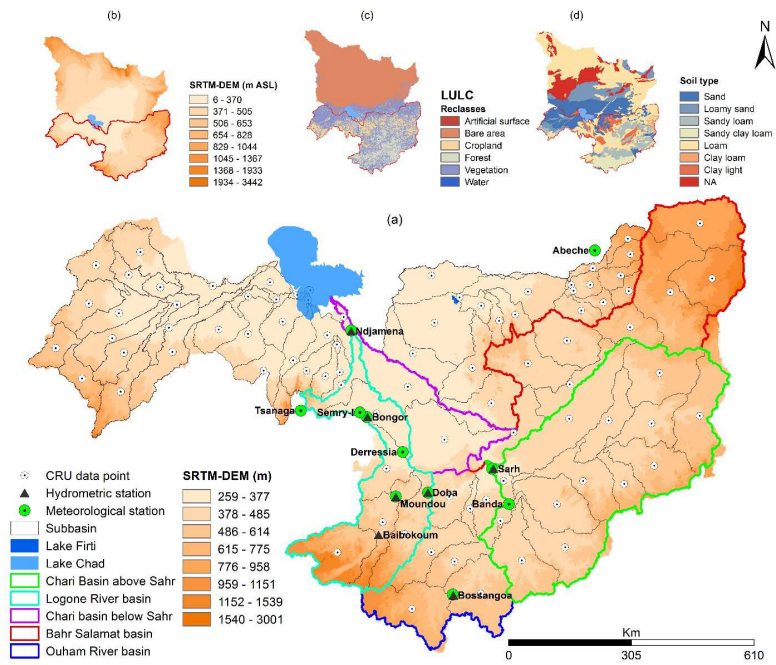 (b)
(c)
(d)
N
SRTM-DEM (m ASL)
6 - 370
371 - 505
506 - 653
654 - 828
829 - 1044
1045 - 1367
1368 - 1933
1934 - 3442
LULC
Reclasses
Artificial surface
Bare area
Cropland
Forest
Vegetation
Water
Soil type
Sand
Loamy sand
Sandy loam
Sandy clay loam
Loam
Clay loam
Clay light
NA
(a)
Abeche
Ndjamena
Tsanaga
Semry-I
Bongor
Derressia
Sarh
Doba
Moundou
Banda
Baibokoum
Bossangoa
CRU data point
Hydrometric station
Meteorological station
Subbasin
Lake Firti
Lake Chad
Chari Basin above Sahr
Logone River basin
Chari basin below Sahr
Bahr Salamat basin
Ouham River basin
SRTM-DEM (m)
259 - 377
378 - 485
486 - 614
615 - 775
776 - 958
959 - 1151
1152 - 1539
1540 - 3001
Km
0 305 610